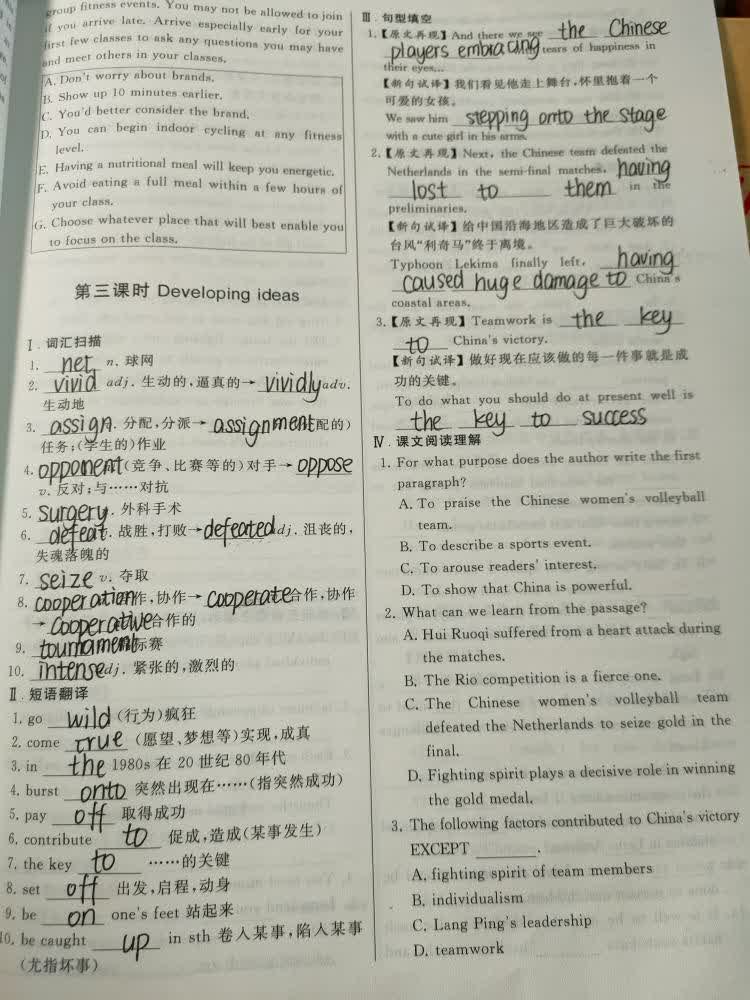 group fitness events. You may not be allowed to join
if you arrive late. Arrive especially early for your
first few classes to ask any questions you may have
and meet others in your classes.
A. Don't worry about brands.
B. Show up 10 minutes earlier.
C. You'd better consider the brand.
D. You can begin indoor cycling at any fitness
level.
E. Having a nutritional meal will keep you energetic.
F. Avoid eating a full meal within a few hours of
your class.
G. Choose whatever place that will best enable you
to focus on the class.
第三课时 Developing ideas
Ⅰ. 词汇扫描
1. net n. 球网
2. vivid adj. 生动的,逼真的→ vividly adv.
生动地
3. assign . 分配,分派→ assignment 配的)
任务;(学生的)作业
4. opponent (竞争、比赛等的) 对手→ oppose
v. 反对;与……对抗
5. surgery . 外科手术
6. defeat . 战胜,打败→ defeated dj. 沮丧的,
失魂落魄的
7. seize v. 夺取
8. cooperation 作,协作→ cooperate 合作,协作
→ cooperative 合作的
9. tournament 标赛
10. intense dj. 紧张的,激烈的
Ⅱ. 短语翻译
1. go wild (行为)疯狂
2. come true (愿望、梦想等)实现,成真
3. in the 1980s 在 20 世纪 80 年代
4. burst onto 突然出现在……(指突然成功)
5. pay off 取得成功
6. contribute to 促成,造成(某事发生)
7. the key to ……的关键
8. set off 出发,启程,动身
9. be on one's feet 站起来
10. be caught up in sth 卷入某事,陷入某事
(尤指坏事)
Ⅲ. 句型填空
1.【原文再现】And there we see the Chinese
players embracing tears of happiness in
their eyes...
【新句试译】我们看见他走上舞台,怀里抱着一个
可爱的女孩。
We saw him stepping onto the stage
with a cute girl in his arms.
2.【原文再现】Next, the Chinese team defeated the
Netherlands in the semi-final matches, having
lost to them in the
preliminaries.
【新句试译】给中国沿海地区造成了巨大破坏的
台风“利奇马”终于离境。
Typhoon Lekima finally left, having
caused huge damage to China's
coastal areas.
3.【原文再现】Teamwork is the key
to China's victory.
【新句试译】做好现在应该做的每一件事就是成
功的关键。
To do what you should do at present well is
the key to success
Ⅳ. 课文阅读理解
1. For what purpose does the author write the first
paragraph?
A. To praise the Chinese women's volleyball
team.
B. To describe a sports event.
C. To arouse readers' interest.
D. To show that China is powerful.
2. What can we learn from the passage?
A. Hui Ruoqi suffered from a heart attack during
the matches.
B. The Rio competition is a fierce one.
C. The Chinese women's volleyball team
defeated the Netherlands to seize gold in the
final.
D. Fighting spirit plays a decisive role in winning
the gold medal.
3. The following factors contributed to China's victory
EXCEPT ______.
A. fighting spirit of team members
B. individualism
C. Lang Ping's leadership
D. teamwork